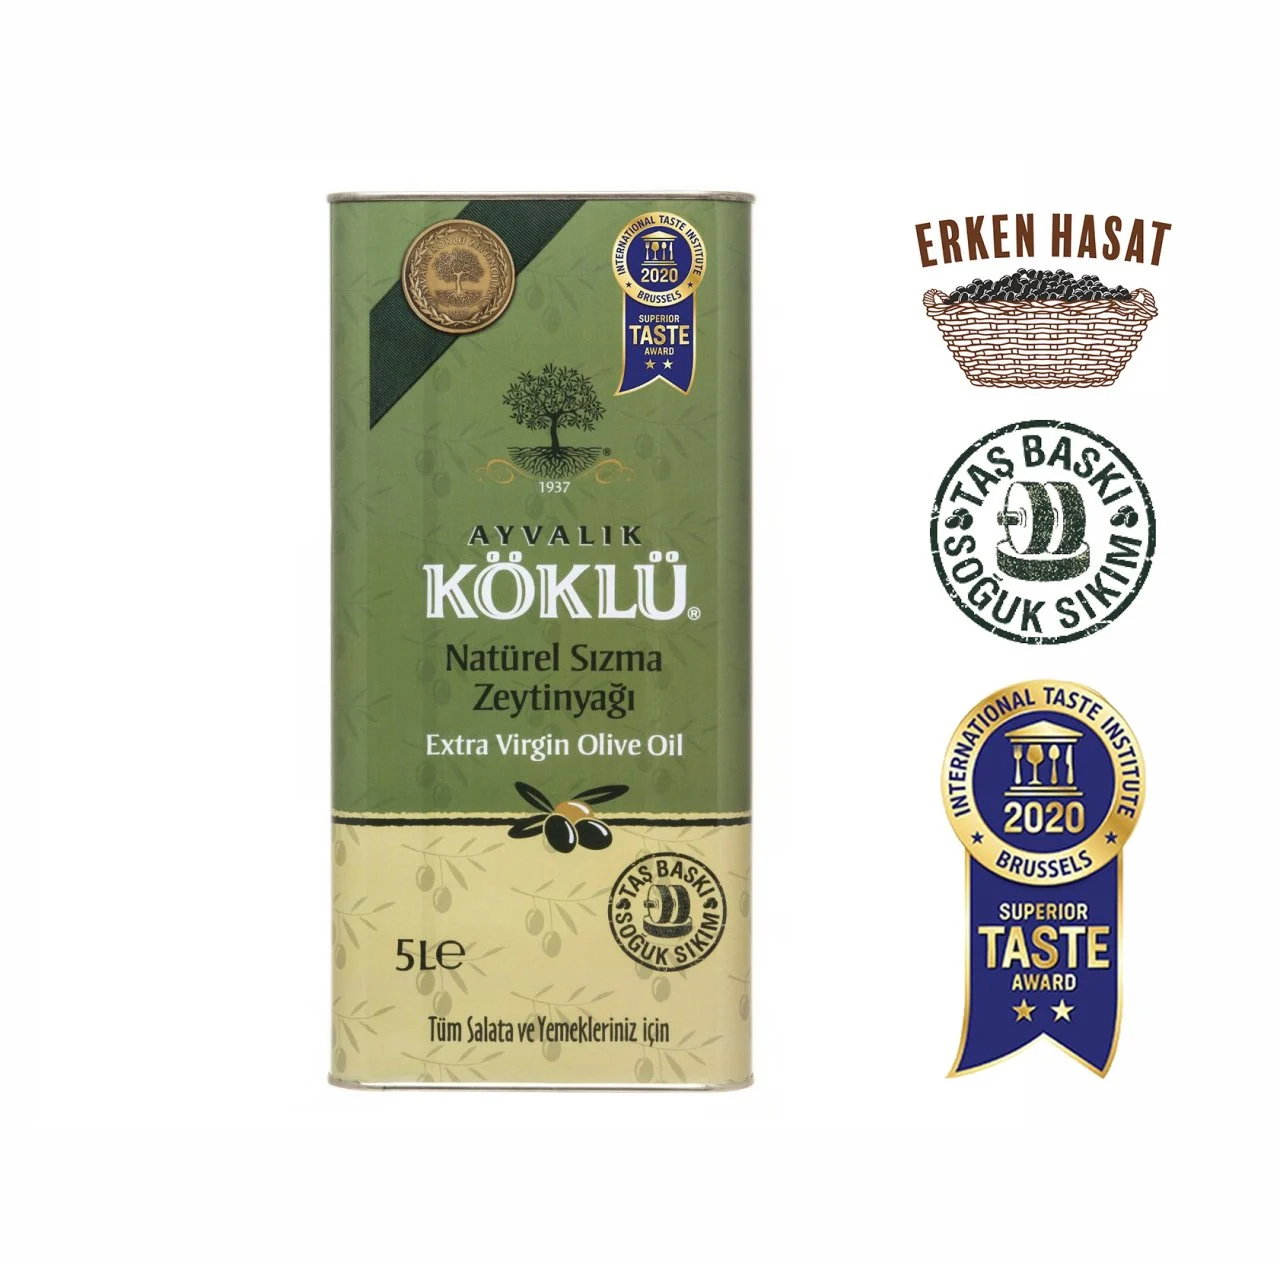 INTERNATIONAL TASTE INSTITUTE
2020
BRUSSELS
SUPERIOR
TASTE
AWARD
1937
AYVALIK
KÖKLÜ®
Natürel Sızma
Zeytinyağı
Extra Virgin Olive Oil
TAŞ BASKI
SOĞUK SIKIM
5L℮
Tüm Salata ve Yemekleriniz için
ERKEN HASAT
TAŞ BASKI
SOĞUK SIKIM
INTERNATIONAL TASTE INSTITUTE
2020
BRUSSELS
SUPERIOR
TASTE
AWARD